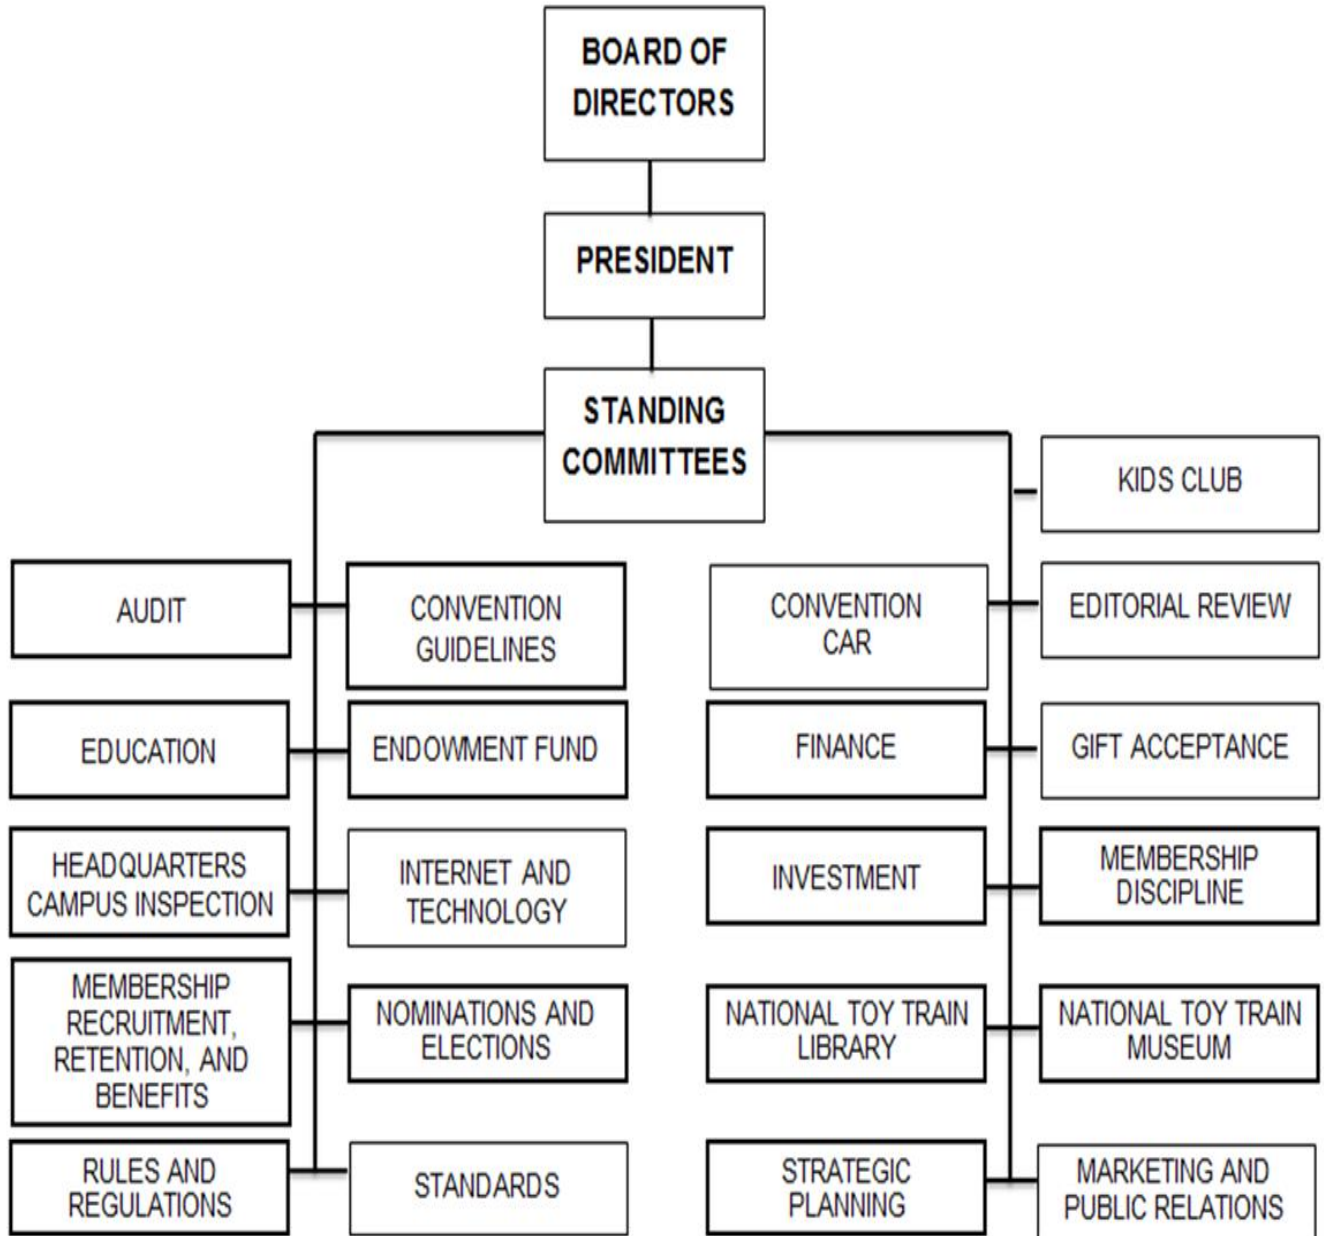 BOARD OF
DIRECTORS
PRESIDENT
STANDING
COMMITTEES
KIDS CLUB
AUDIT
CONVENTION
GUIDELINES
CONVENTION
CAR
EDITORIAL REVIEW
EDUCATION
ENDOWMENT FUND
FINANCE
GIFT ACCEPTANCE
HEADQUARTERS
CAMPUS INSPECTION
INTERNET AND
TECHNOLOGY
INVESTMENT
MEMBERSHIP
DISCIPLINE
MEMBERSHIP
RECRUITMENT,
RETENTION, AND
BENEFITS
NOMINATIONS AND
ELECTIONS
NATIONAL TOY TRAIN
LIBRARY
NATIONAL TOY TRAIN
MUSEUM
RULES AND
REGULATIONS
STANDARDS
STRATEGIC
PLANNING
MARKETING AND
PUBLIC RELATIONS